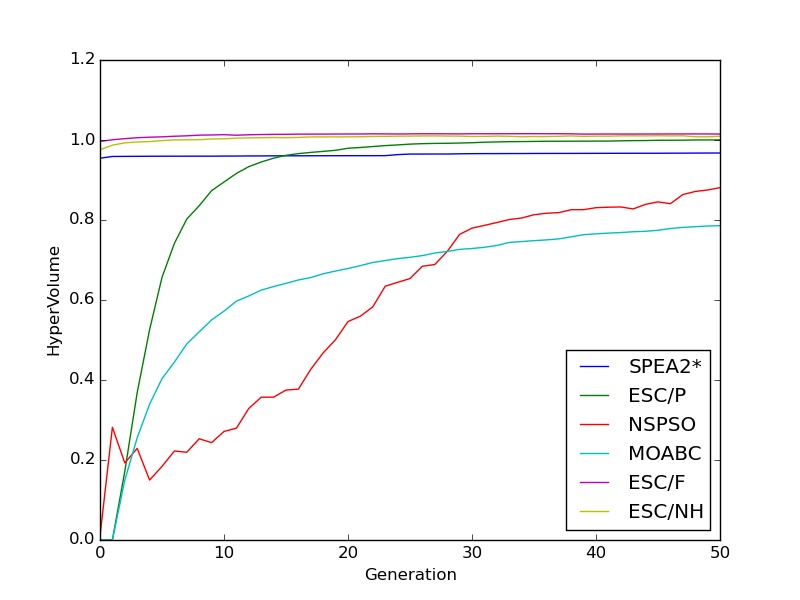 1.2
1.0
0.8
0.6
0.4
0.2
0.0
HyperVolume
0 10 20 30 40 50
Generation
SPEA2*
ESC/P
NSPSO
MOABC
ESC/F
ESC/NH